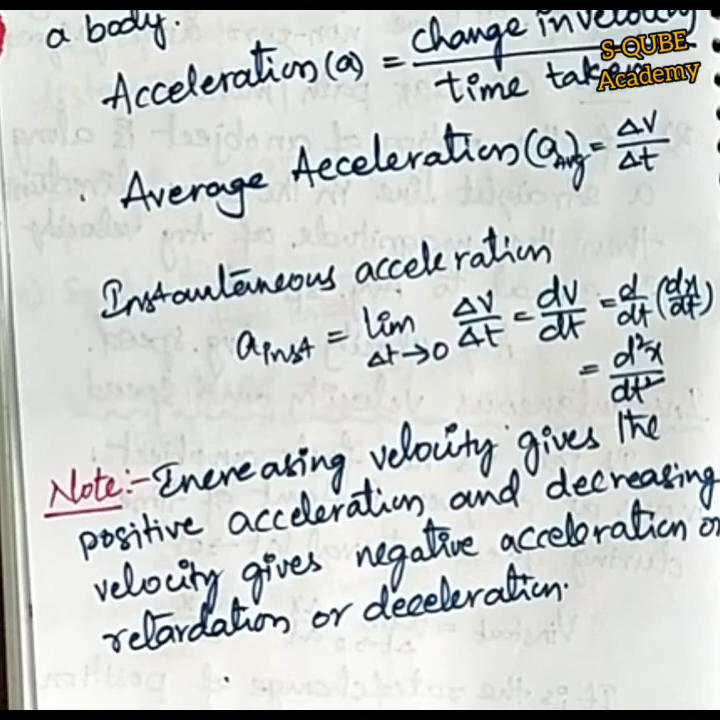 a body.
Acceleration (a) = change in velocity / time taken
S-QUBE
Academy
Average Acceleration (a_Avg) = ΔV/Δt
Instantaneous acceleration
a_inst = lim_{Δt→0} ΔV/Δt = dv/dt = d/dt (dx/dt)
= d²x/dt²
Note:- Increasing velocity gives the
positive acceleration and decreasing
velocity gives negative acceleration or
retardation or deceleration.